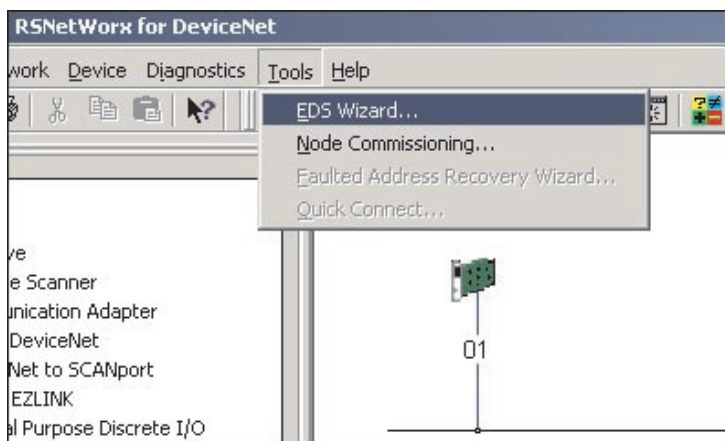 RSNetWorx for DeviceNet
work Device Diagnostics Tools Help
EDS Wizard...
Node Commissioning...
Faulted Address Recovery Wizard...
Quick Connect...
ve
e Scanner
unication Adapter
DeviceNet
Net to SCANport
EZLINK
al Purpose Discrete I/O
01